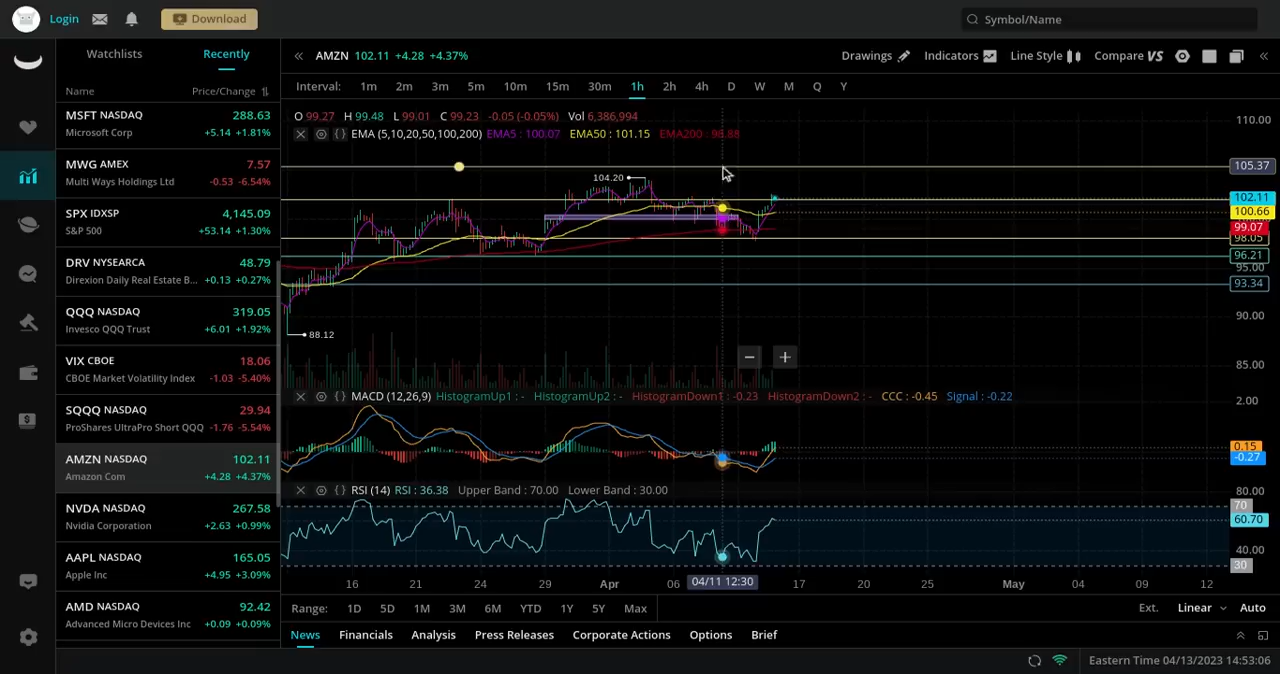 Login
Download
Symbol/Name
Watchlists
Recently
Name
Price/Change
MSFT NASDAQ 288.63
Microsoft Corp +5.14 +1.81%
MWG AMEX 7.57
Multi Ways Holdings Ltd -0.53 -6.54%
SPX IDXSP 4,145.09
S&P 500 +53.14 +1.30%
DRV NYSEARCA 48.79
Direxion Daily Real Estate B... +0.13 +0.27%
QQQ NASDAQ 319.05
Invesco QQQ Trust +6.01 +1.92%
VIX CBOE 18.06
CBOE Market Volatility Index -1.03 -5.40%
SQQQ NASDAQ 29.94
ProShares UltraPro Short QQQ -1.76 -5.54%
AMZN NASDAQ 102.11
Amazon Com +4.28 +4.37%
NVDA NASDAQ 267.58
Nvidia Corporation +2.63 +0.99%
AAPL NASDAQ 165.05
Apple Inc +4.95 +3.09%
AMD NASDAQ 92.42
Advanced Micro Devices Inc +0.09 +0.09%
AMZN 102.11 +4.28 +4.37%
Drawings Indicators Line Style Compare VS
Interval: 1m 2m 3m 5m 10m 15m 30m 1h 2h 4h D W M Q Y
O 99.27 H 99.48 L 99.01 C 99.23 -0.05 (-0.05%) Vol 6,386,994
EMA (5,10,20,50,100,200) EMA5 : 100.07 EMA50 : 101.15 EMA200 : 98.88
110.00
105.37
104.20
102.11
100.66
99.07
98.05
96.21
95.00
93.34
90.00
88.12
85.00
MACD (12,26,9) HistogramUp1 : - HistogramUp2 : - HistogramDown1 : -0.23 HistogramDown2 : - CCC : -0.45 Signal : -0.22
2.00
0.15
-0.27
RSI (14) RSI : 36.38 Upper Band : 70.00 Lower Band : 30.00
80.00
70
60.70
40.00
30
16 21 24 29 Apr 06 04/11 12:30 17 20 25 May 04 09 12
Range: 1D 5D 1M 3M 6M YTD 1Y 5Y Max
Ext. Linear Auto
News Financials Analysis Press Releases Corporate Actions Options Brief
Eastern Time 04/13/2023 14:53:06